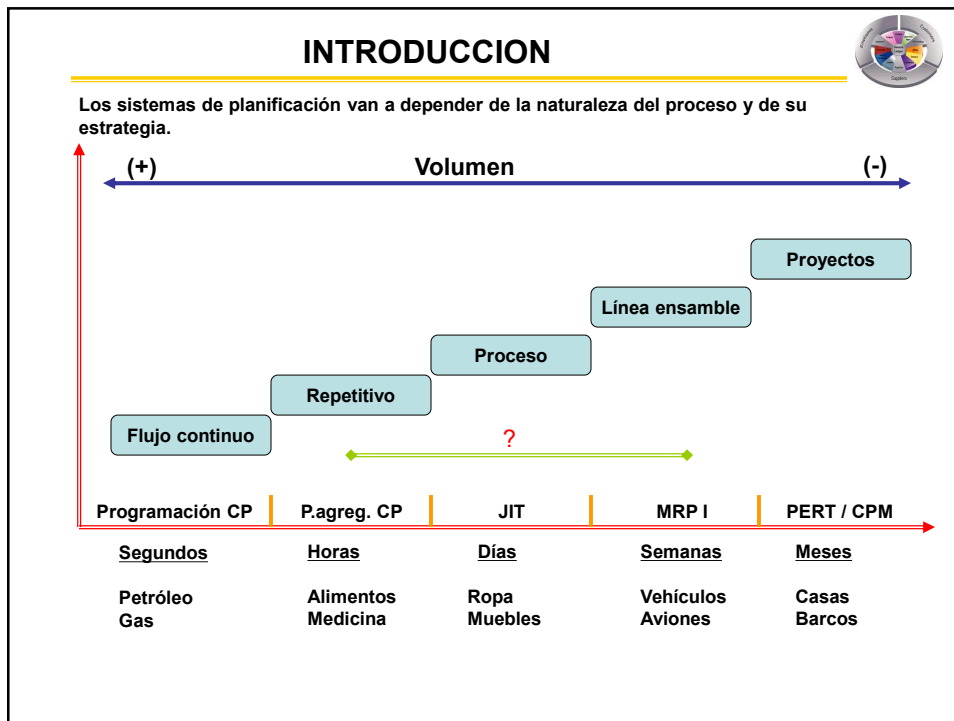 INTRODUCCION
Suppliers
Los sistemas de planificación van a depender de la naturaleza del proceso y de su
estrategia.
(+) Volumen (-)
Proyectos
Línea ensamble
Proceso
Repetitivo
Flujo continuo
?
Programación CP P.agreg. CP JIT MRP I PERT / CPM
Segundos Horas Días Semanas Meses
Petróleo Alimentos Ropa Vehículos Casas
Gas Medicina Muebles Aviones Barcos